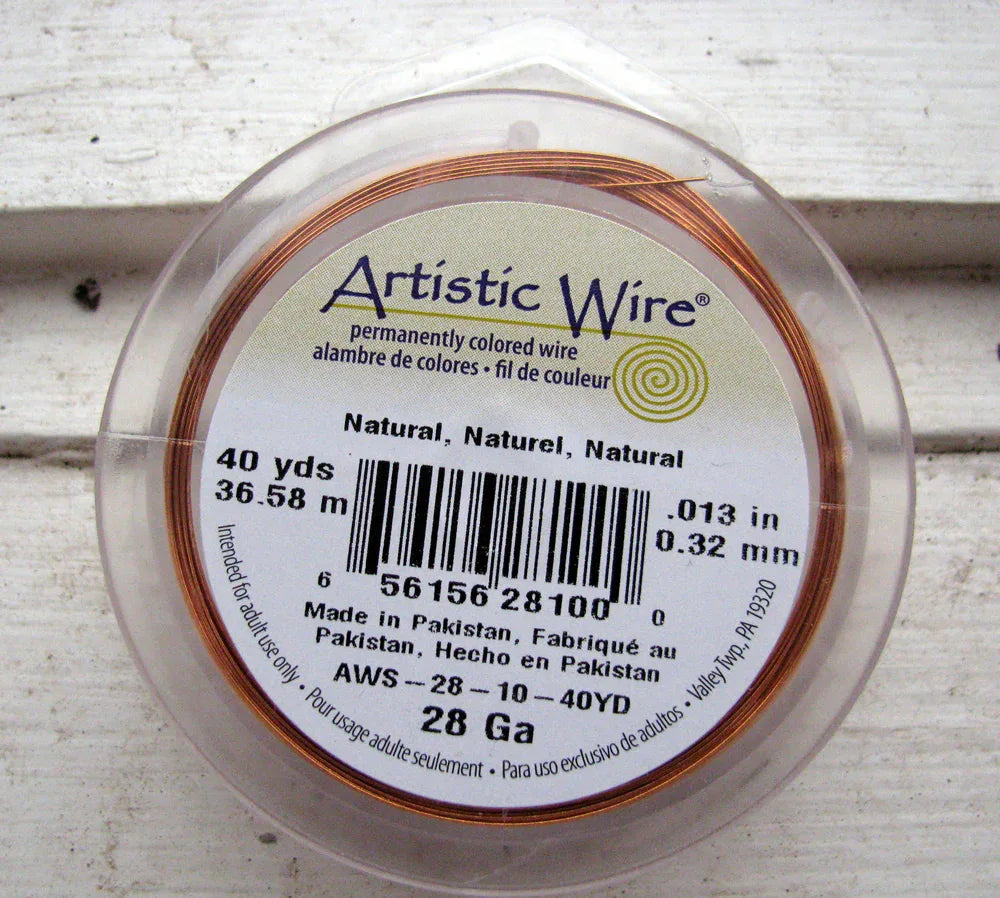 Artistic Wire®
permanently colored wire
alambre de colores • fil de couleur
Natural, Naturel, Natural
40 yds
36.58 m
.013 in
0.32 mm
6 56156 28100 0
Made in Pakistan, Fabriqué au
Pakistan, Hecho en Pakistan
AWS-28-10-40YD
28 Ga
Intended for adult use only • Pour usage adulte seulement • Para uso exclusivo de adultos • Valley Twp, PA 19320